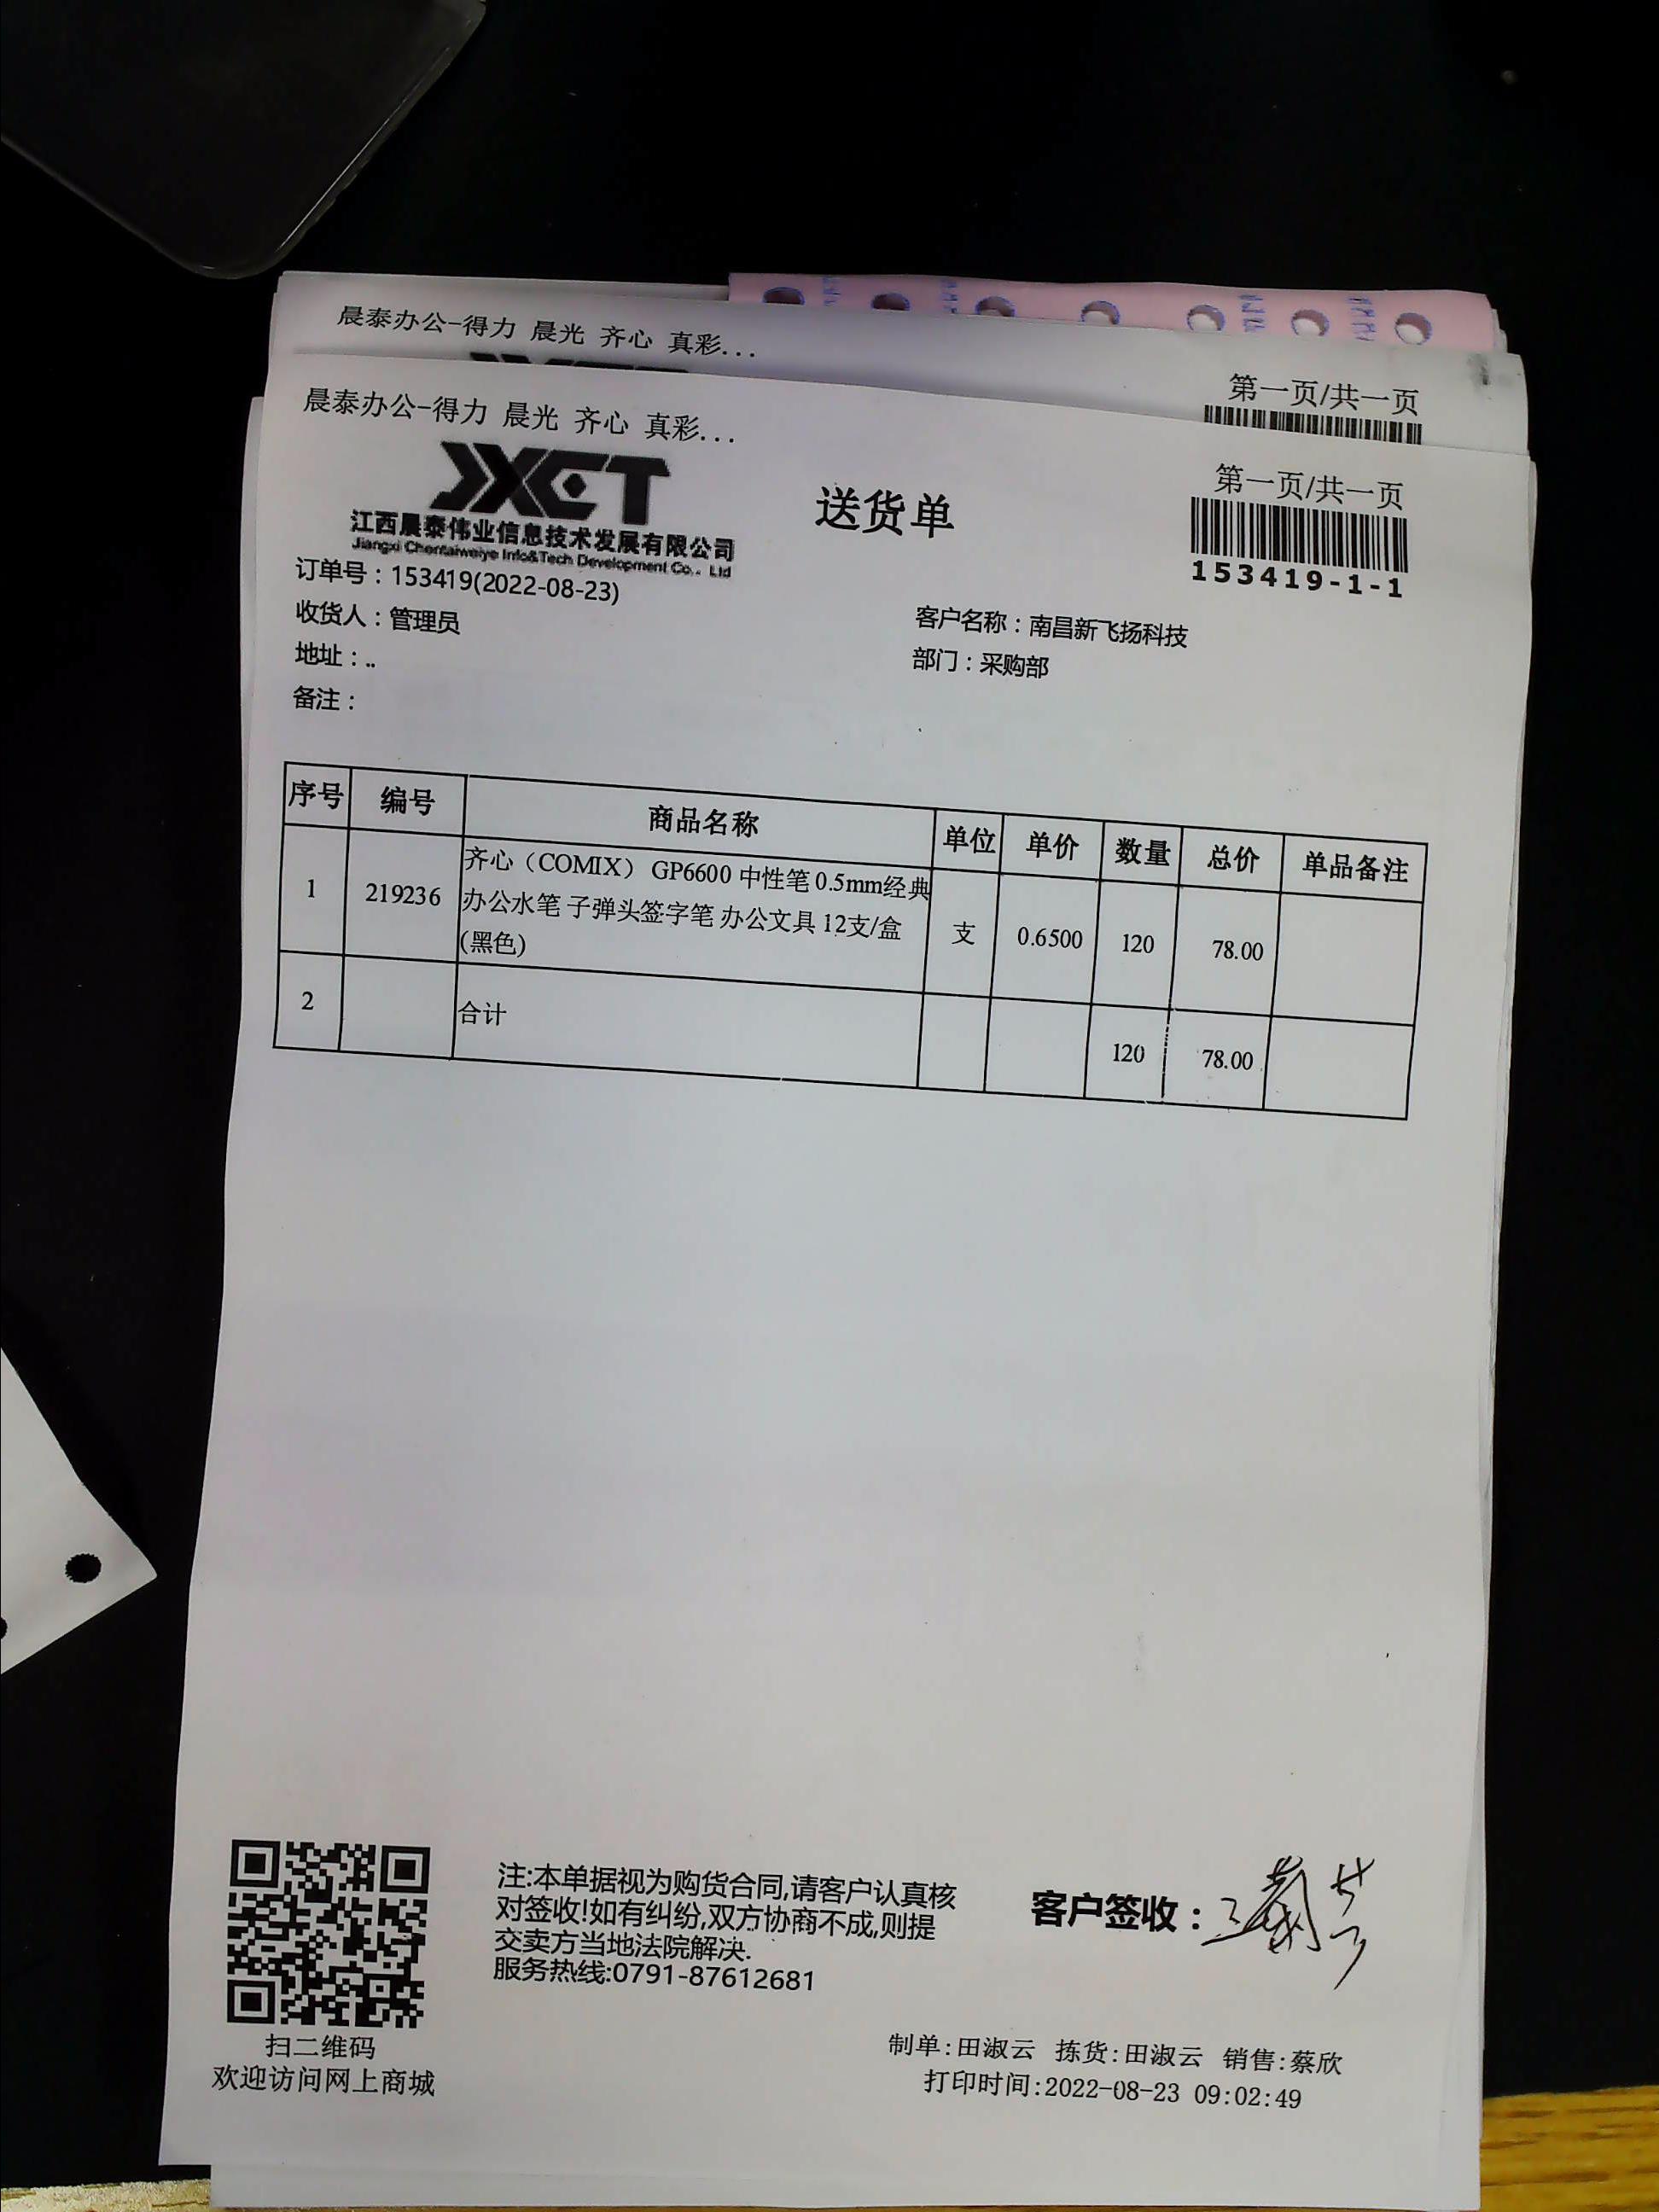 晨泰办公-得力 晨光 齐心 真彩...
第一页/共一页
晨泰办公-得力 晨光 齐心 真彩...
第一页/共一页
JXCT
江西晨泰伟业信息技术发展有限公司
Jiangxi Chentaiweiye Info&Tech Development Co., Ltd
送货单
153419-1-1
订单号：153419(2022-08-23)
收货人：管理员
客户名称：南昌新飞扬科技
地址：..
部门：采购部
备注：
序号 编号 商品名称 单位 单价 数量 总价 单品备注
1 219236 齐心（COMIX） GP6600 中性笔 0.5mm经典
办公水笔 子弹头签字笔 办公文具 12支/盒
(黑色) 支 0.6500 120 78.00
2 合计 120 78.00
注:本单据视为购货合同,请客户认真核
对签收!如有纠纷,双方协商不成,则提
交卖方当地法院解决.
服务热线:0791-87612681
客户签收：
扫二维码
欢迎访问网上商城
制单:田淑云 拣货:田淑云 销售:蔡欣
打印时间:2022-08-23 09:02:49